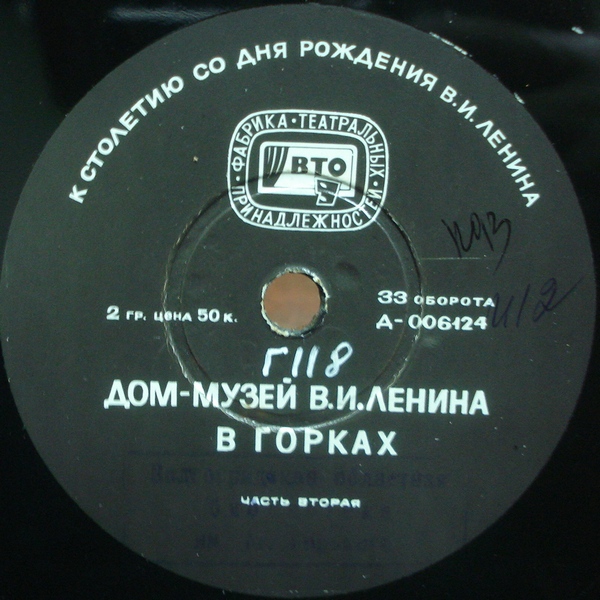 К СТОЛЕТИЮ СО ДНЯ РОЖДЕНИЯ В.И.ЛЕНИНА
ФАБРИКА·ТЕАТРАЛЬНЫХ·
ВТО
ПРИНАДЛЕЖНОСТЕЙ
2 ГР. ЦЕНА 50 К.
33 ОБОРОТА
Д-006124
Г118
ДОМ-МУЗЕЙ В.И.ЛЕНИНА
В ГОРКАХ
ЧАСТЬ ВТОРАЯ